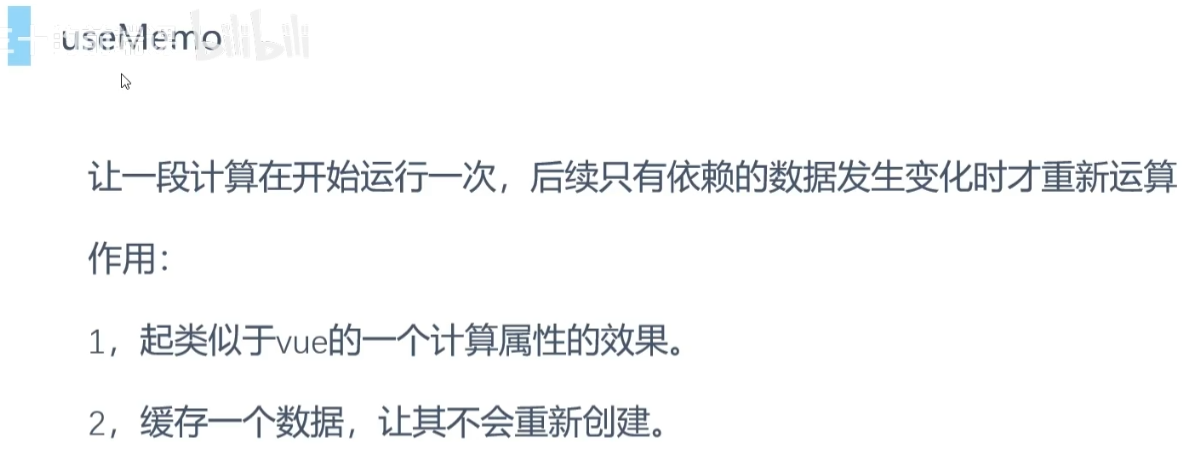 useMemo
bilibili
让一段计算在开始运行一次，后续只有依赖的数据发生变化时才重新运算
作用：
1，起类似于vue的一个计算属性的效果。
2，缓存一个数据，让其不会重新创建。